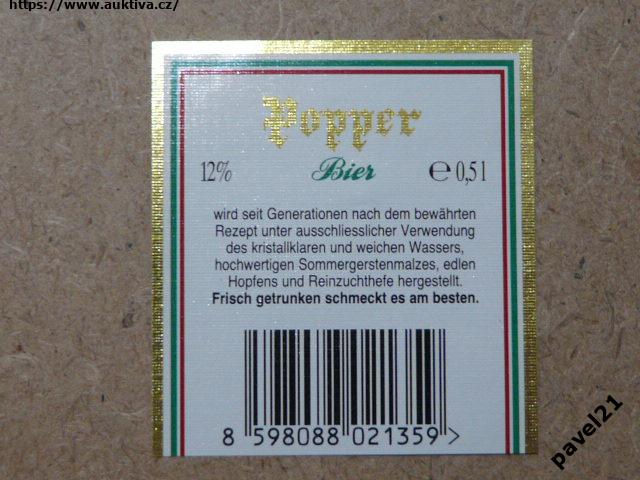 https://www.auktiva.cz/
Popper
12% Bier ℮ 0,5 l
wird seit Generationen nach dem bewährten
Rezept unter ausschliesslicher Verwendung
des kristallklaren und weichen Wassers,
hochwertigen Sommergerstenmalzes, edlen
Hopfens und Reinzuchthefe hergestellt.
Frisch getrunken schmeckt es am besten.
8 598088 021359 >
pavel21